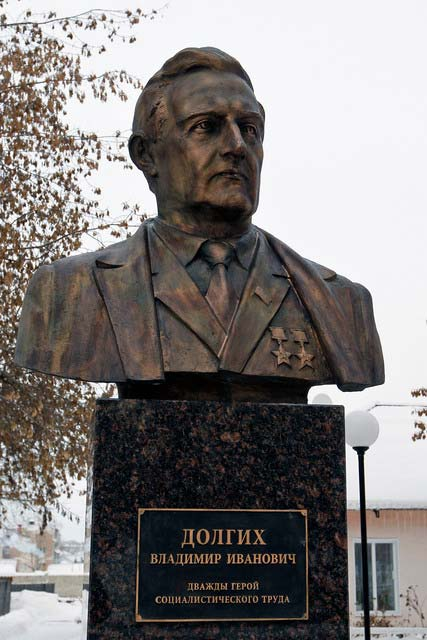 ДОЛГИХ
ВЛАДИМИР ИВАНОВИЧ
ДВАЖДЫ ГЕРОЙ
СОЦИАЛИСТИЧЕСКОГО ТРУДА